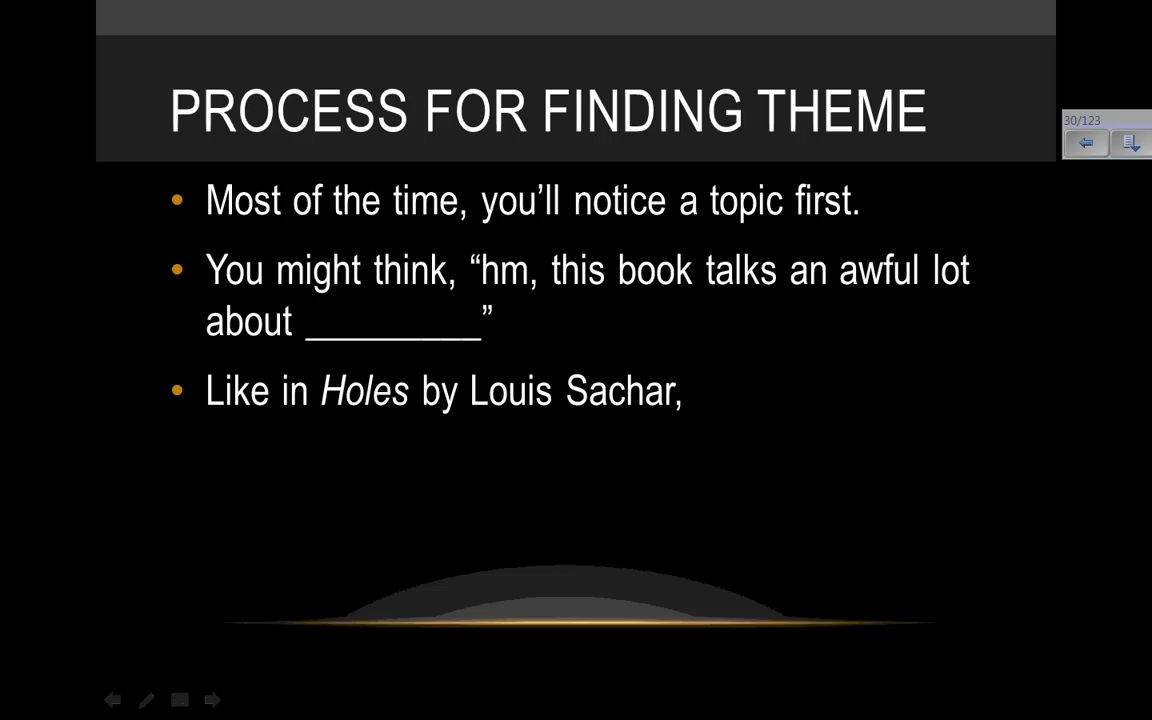 PROCESS FOR FINDING THEME
30/123
• Most of the time, you’ll notice a topic first.
• You might think, “hm, this book talks an awful lot
about _________”
• Like in Holes by Louis Sachar,